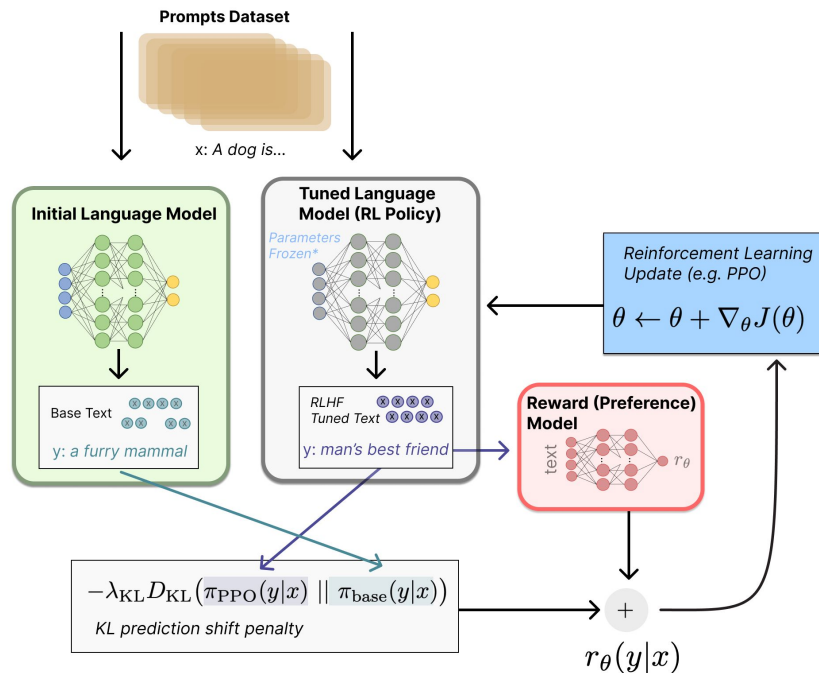 Prompts Dataset
x: A dog is...
Initial Language Model
Tuned Language
Model (RL Policy)
Parameters
Frozen*
Reinforcement Learning
Update (e.g. PPO)
θ ← θ + ∇θJ(θ)
Base Text
x x x x
x x x x
y: a furry mammal
RLHF
Tuned Text
x x x x
x x x x
y: man's best friend
Reward (Preference)
Model
text
rθ
−λKL DKL(πPPO(y|x) || πbase(y|x))
KL prediction shift penalty
+
rθ(y|x)